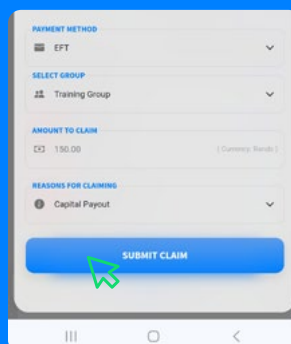 PAYMENT METHOD
EFT
SELECT GROUP
Training Group
AMOUNT TO CLAIM
150.00 ( Currency: Rands )
REASONS FOR CLAIMING
Capital Payout
SUBMIT CLAIM